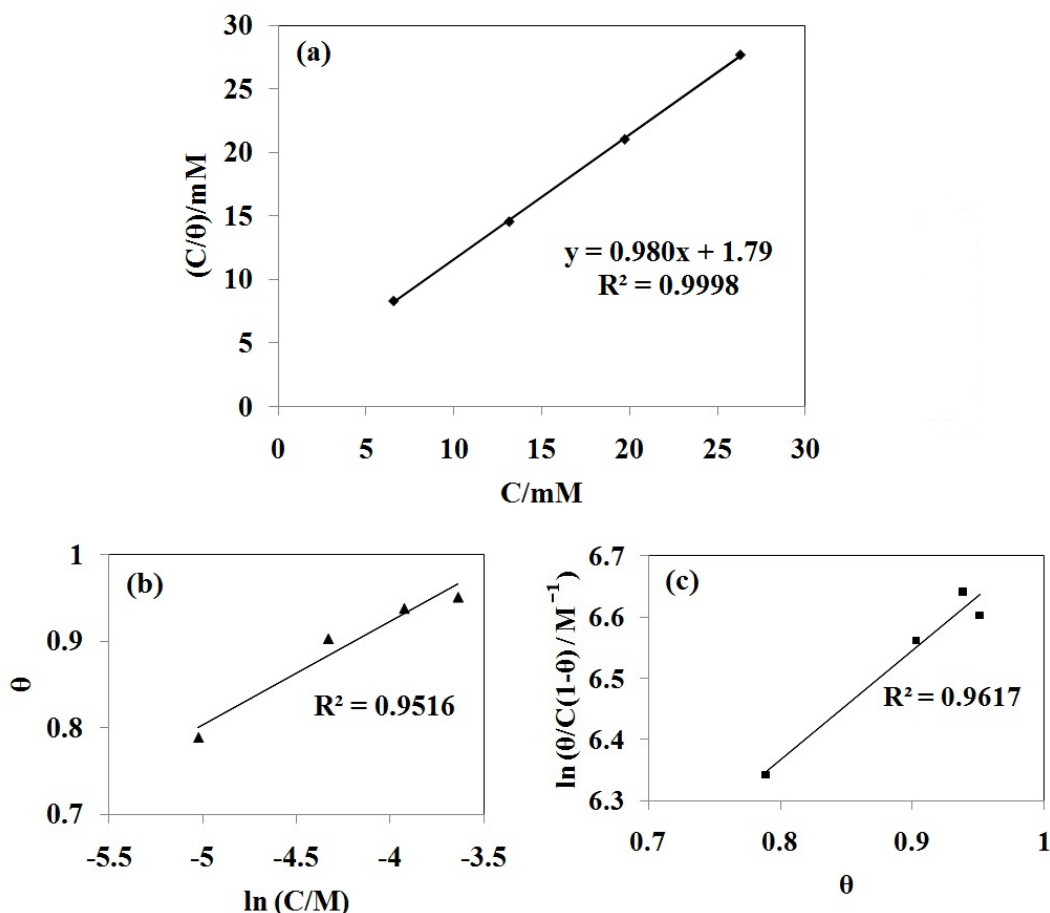 (a)
(C/θ)/mM
30
25
20
15
10
5
0
y = 0.980x + 1.79
R² = 0.9998
0 5 10 15 20 25 30
C/mM
(b)
θ
1
0.9
0.8
0.7
R² = 0.9516
-5.5 -5 -4.5 -4 -3.5
ln (C/M)
(c)
ln (θ/C(1-θ) / M⁻¹)
6.7
6.6
6.5
6.4
6.3
R² = 0.9617
0.7 0.8 0.9 1
θ